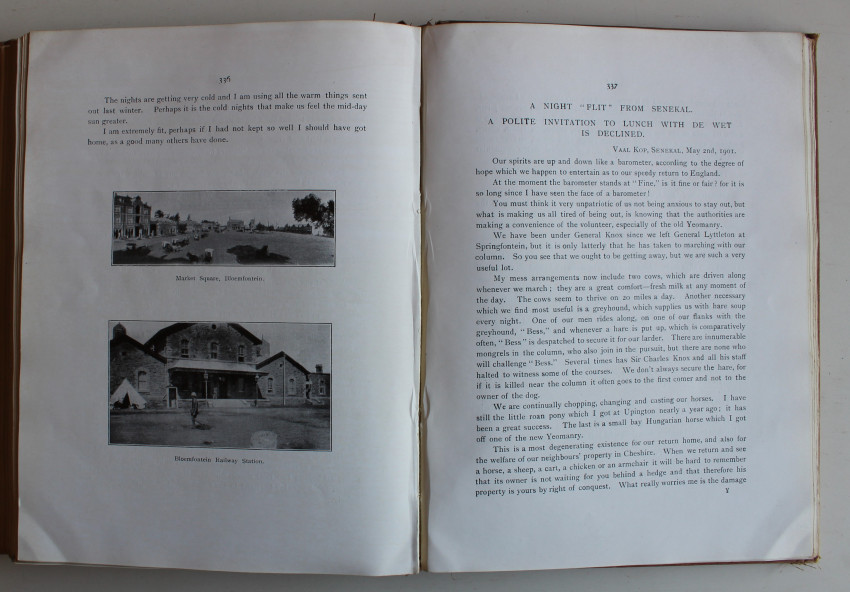 336
The nights are getting very cold and I am using all the warm things sent
out last winter. Perhaps it is the cold nights that make us feel the mid-day
sun greater.
I am extremely fit, perhaps if I had not kept so well I should have got
home, as a good many others have done.
Market Square, Bloemfontein.
Bloemfontein Railway Station.
337
A NIGHT "FLIT" FROM SENEKAL.
A POLITE INVITATION TO LUNCH WITH DE WET
IS DECLINED.
VAAL KOP, SENEKAL, May 2nd, 1901.
Our spirits are up and down like a barometer, according to the degree of
hope which we happen to entertain as to our speedy return to England.
At the moment the barometer stands at "Fine," is it fine or fair? for it is
so long since I have seen the face of a barometer!
You must think it very unpatriotic of us not being anxious to stay out, but
what is making us all tired of being out, is knowing that the authorities are
making a convenience of the volunteer, especially of the old Yeomanry.
We have been under General Knox since we left General Lyttleton at
Springfontein, but it is only latterly that he has taken to marching with our
column. So you see that we ought to be getting away, but we are such a very
useful lot.
My mess arrangements now include two cows, which are driven along
whenever we march; they are a great comfort—fresh milk at any moment of
the day. The cows seem to thrive on 20 miles a day. Another necessary
which we find most useful is a greyhound, which supplies us with hare soup
every night. One of our men rides along, on one of our flanks with the
greyhound, "Bess," and whenever a hare is put up, which is comparatively
often, "Bess" is despatched to secure it for our larder. There are innumerable
mongrels in the column, who also join in the pursuit, but there are none who
will challenge "Bess." Several times has Sir Charles Knox and all his staff
halted to witness some of the courses. We don't always secure the hare, for
if it is killed near the column it often goes to the first comer and not to the
owner of the dog.
We are continually chopping, changing and casting our horses. I have
still the little roan pony which I got at Upington nearly a year ago; it has
been a great success. The last is a small bay Hungarian horse which I got
off one of the new Yeomanry.
This is a most degenerating existence for our return home, and also for
the welfare of our neighbours' property in Cheshire. When we return and see
a horse, a sheep, a cart, a chicken or an armchair it will be hard to remember
that its owner is not waiting for you behind a hedge and that therefore his
property is yours by right of conquest. What really worries me is the damage
Y